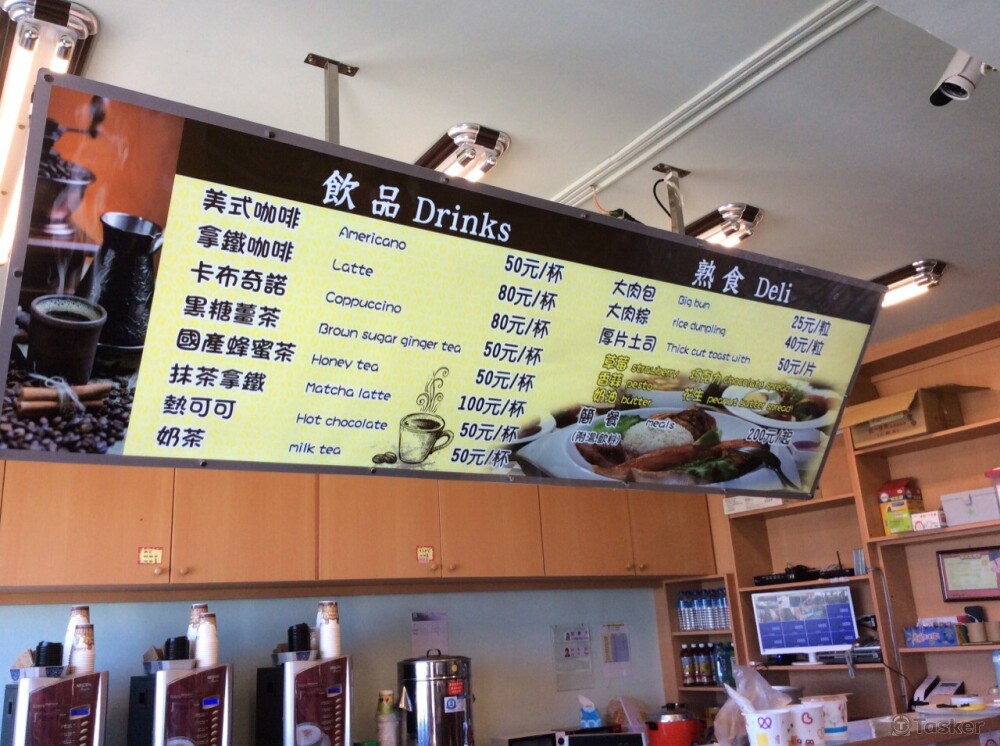 飲品 Drinks
美式咖啡 Americano 50元/杯
拿鐵咖啡 Latte 80元/杯
卡布奇諾 Coppuccino 80元/杯
黑糖薑茶 Brown sugar ginger tea 50元/杯
國產蜂蜜茶 Honey tea 50元/杯
抹茶拿鐵 Matcha latte 100元/杯
熱可可 Hot chocolate 50元/杯
奶茶 milk tea 50元/杯
熟食 Deli
大肉包 Big bun 25元/粒
大肉粽 rice dumpling 40元/粒
厚片土司 Thick cut toast with 50元/片
草莓 strawberry chocolate spread
香蒜 pesto 花生 peanut butter spread
奶油 butter
簡餐 meals 200元/起
(附湯,飲料)
Tasker